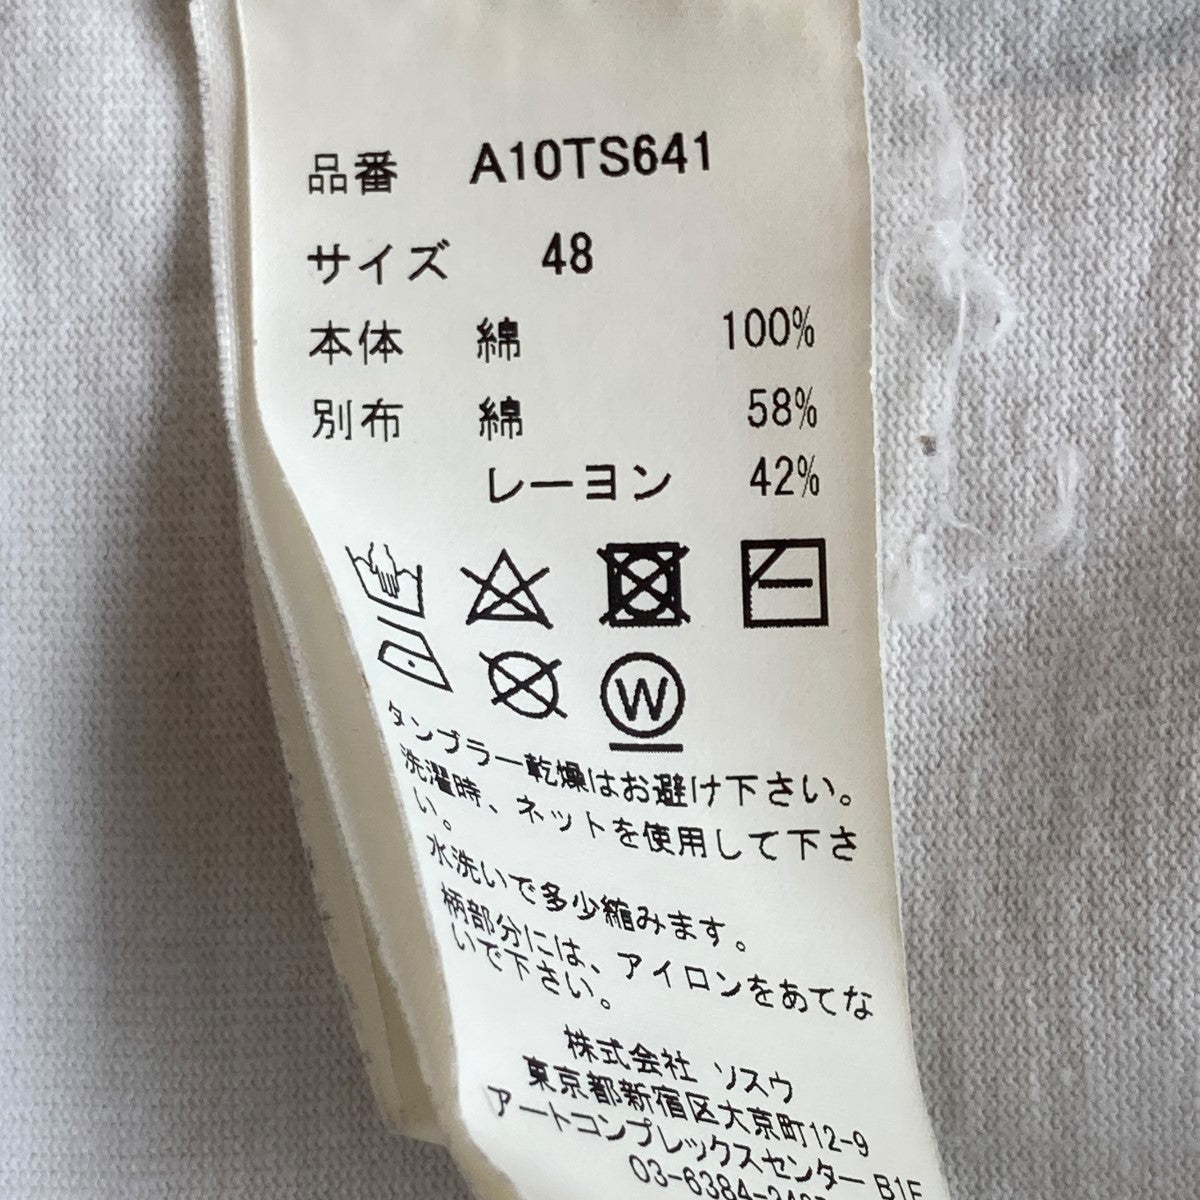 品番 A10TS641
サイズ 48
本体 綿 100%
別布 綿 58%
レーヨン 42%
W
タンブラー乾燥はお避け下さい。
洗濯時、ネットを使用して下さ
い。
水洗いで多少縮みます。
柄部分には、アイロンをあてな
いで下さい。
株式会社 ソスウ
東京都新宿区大京町12-9
アートコンプレックスセンター B1F
03-6384-